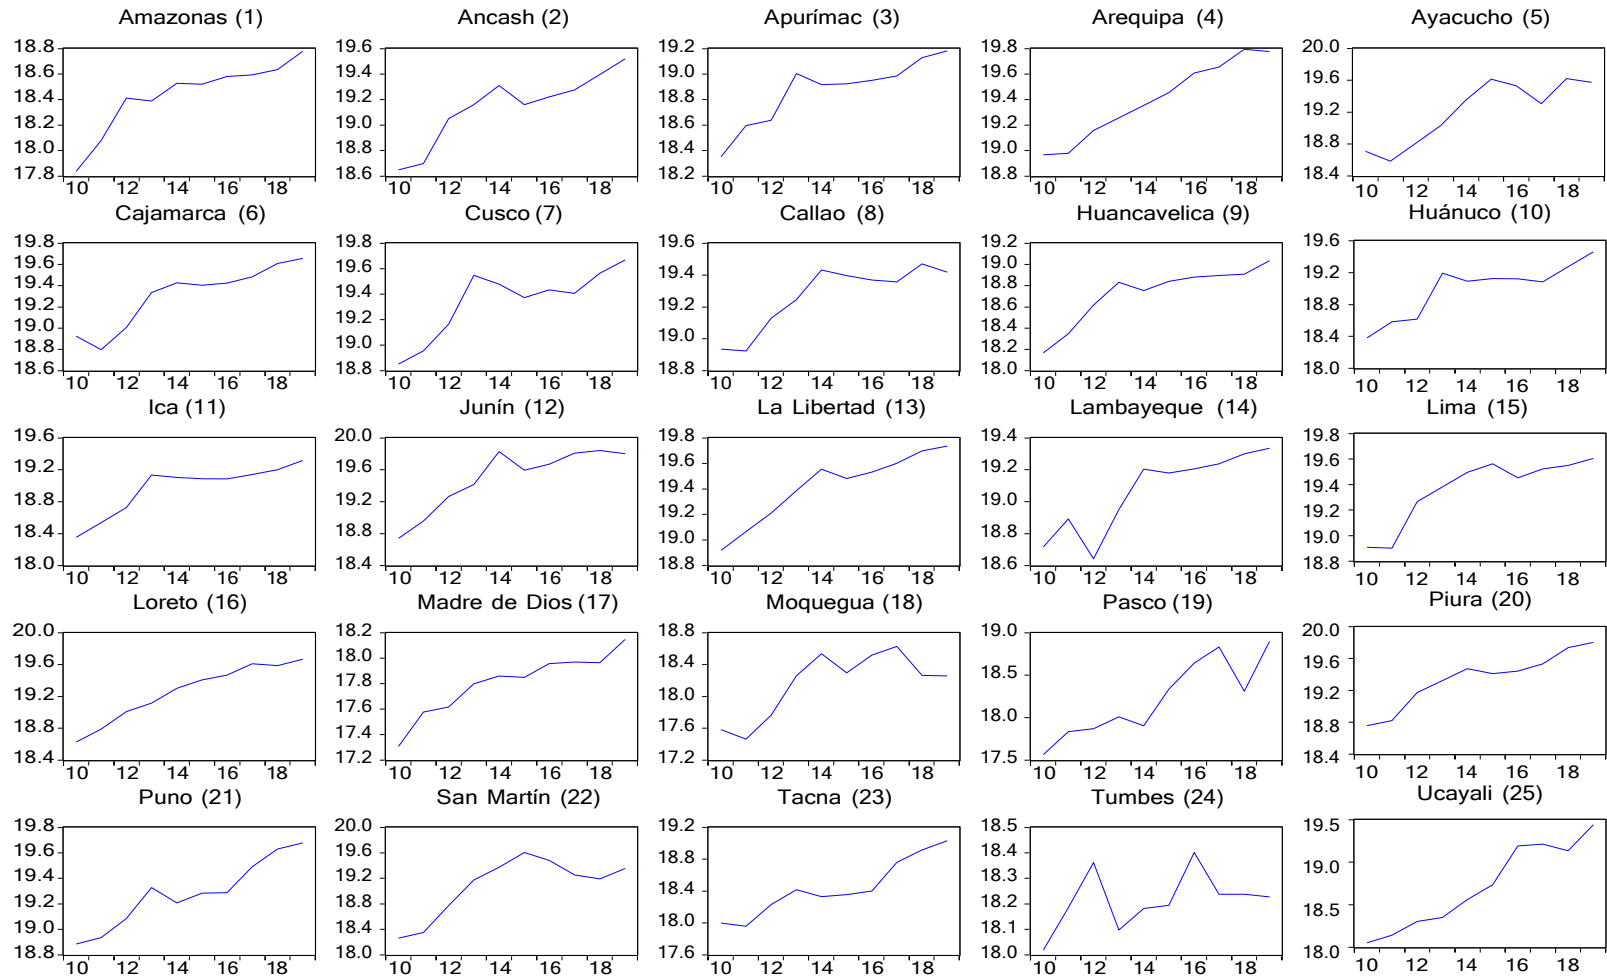 Amazonas (1) Ancash (2) Apurímac (3) Arequipa (4) Ayacucho (5)
18.8 19.6 19.2 19.8 20.0
18.6 19.4 19.0 19.6 19.6
18.4 19.2 18.8 19.4 19.2
18.2 19.0 18.6 19.2 18.8
18.0 18.8 18.4 19.0 18.4
17.8 18.6 18.2 18.8
10 12 14 16 18 10 12 14 16 18 10 12 14 16 18 10 12 14 16 18 10 12 14 16 18
Cajamarca (6) Cusco (7) Callao (8) Huancavelica (9) Huánuco (10)
19.8 19.8 19.6 19.2 19.6
19.6 19.6 19.4 19.0 19.2
19.4 19.4 19.2 18.8 18.8
19.2 19.2 19.0 18.6 18.4
19.0 19.0 18.8 18.4 18.0
18.8 18.8 18.2
18.6 18.0
10 12 14 16 18 10 12 14 16 18 10 12 14 16 18 10 12 14 16 18 10 12 14 16 18
Ica (11) Junín (12) La Libertad (13) Lambayeque (14) Lima (15)
19.6 20.0 19.8 19.4 19.8
19.2 19.6 19.6 19.2 19.6
18.8 19.2 19.4 19.0 19.4
18.4 18.8 19.2 18.8 19.2
18.0 18.4 19.0 18.6 19.0
18.8 18.8
10 12 14 16 18 10 12 14 16 18 10 12 14 16 18 10 12 14 16 18 10 12 14 16 18
Loreto (16) Madre de Dios (17) Moquegua (18) Pasco (19) Piura (20)
20.0 18.2 18.8 19.0 20.0
19.6 18.0 18.4 18.5 19.6
19.2 17.8 18.0 18.0 19.2
18.8 17.6 17.6 17.5 18.8
18.4 17.4 17.2 18.4
17.2
10 12 14 16 18 10 12 14 16 18 10 12 14 16 18 10 12 14 16 18 10 12 14 16 18
Puno (21) San Martín (22) Tacna (23) Tumbes (24) Ucayali (25)
19.8 20.0 19.2 18.5 19.5
19.6 19.6 18.8 18.4 19.0
19.4 19.2 18.4 18.3 18.5
19.2 18.8 18.0 18.2 18.0
19.0 18.4 17.6 18.1
18.8 18.0 18.0
10 12 14 16 18 10 12 14 16 18 10 12 14 16 18 10 12 14 16 18 10 12 14 16 18